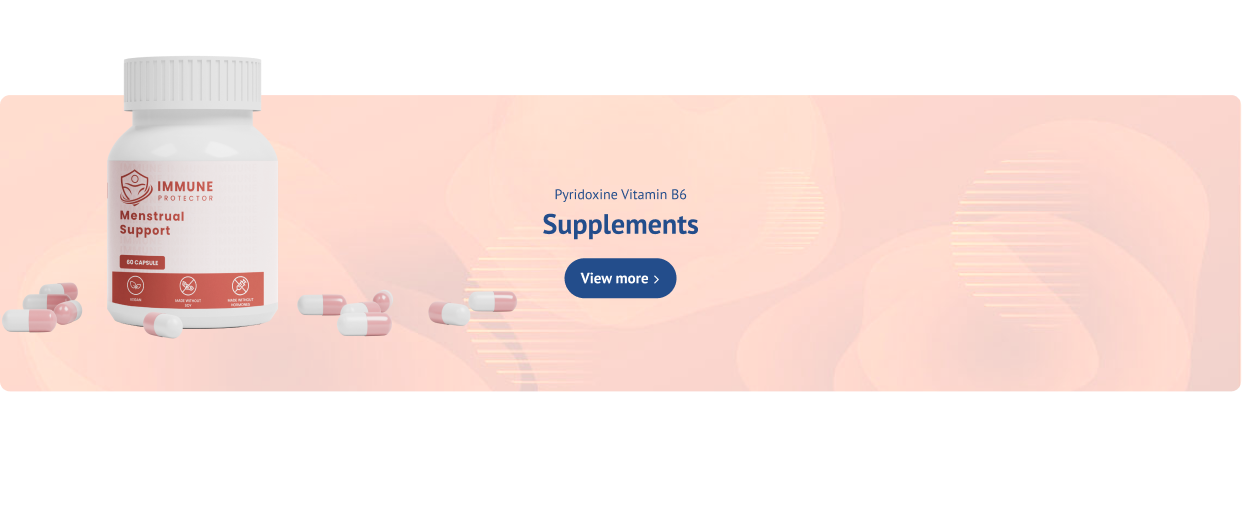 IMMUNE
PROTECTOR
Menstrual
Support
60 CAPSULE
VEGAN
MADE WITHOUT
SOY
MADE WITHOUT
HORMONES
Pyridoxine Vitamin B6
Supplements
View more